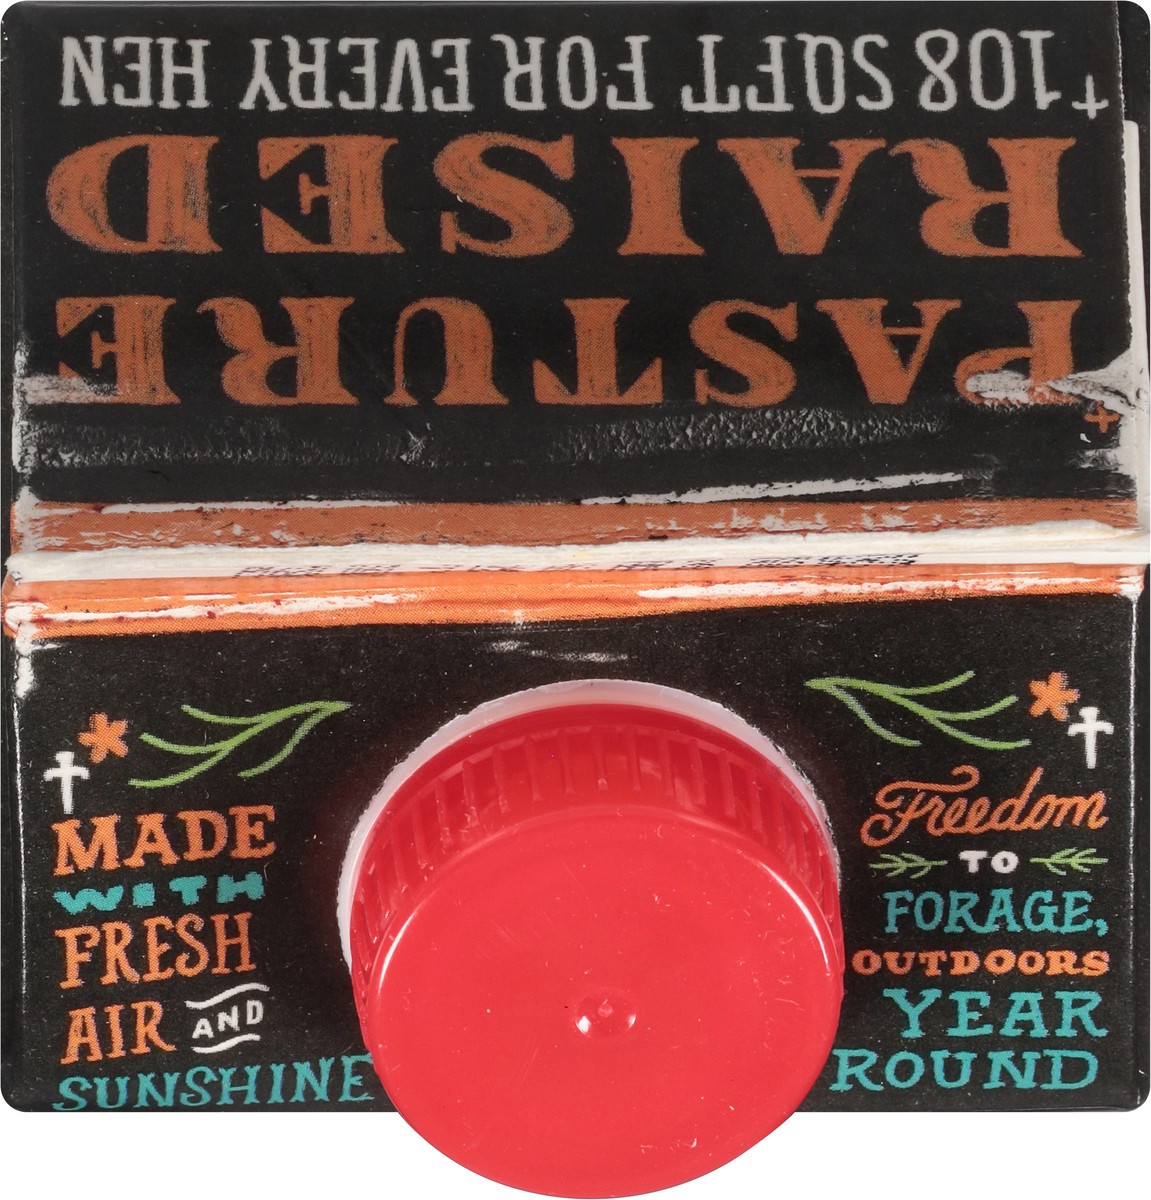 +PASTURE
RAISED
†108 SQFT FOR EVERY HEN
†
MADE
WITH
FRESH
AIR AND
SUNSHINE
†
Freedom
TO
FORAGE,
OUTDOORS
YEAR
ROUND